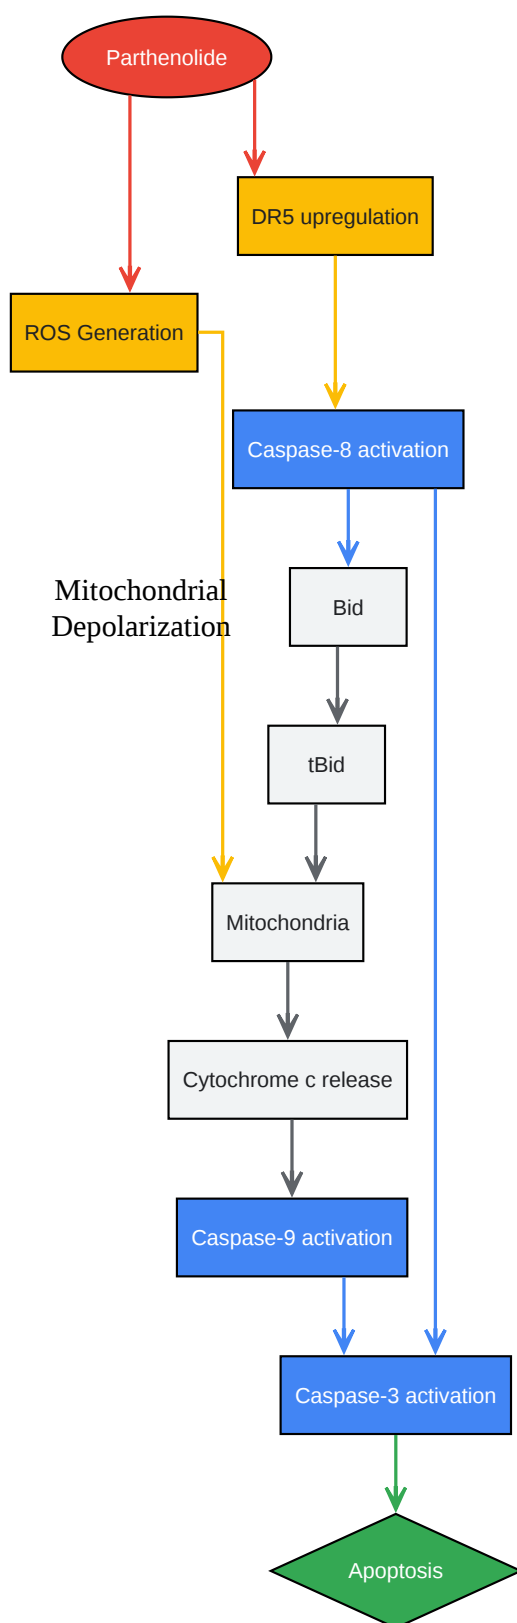 Parthenolide
DR5 upregulation
ROS Generation
Caspase-8 activation
Mitochondrial
Depolarization
Bid
tBid
Mitochondria
Cytochrome c release
Caspase-9 activation
Caspase-3 activation
Apoptosis